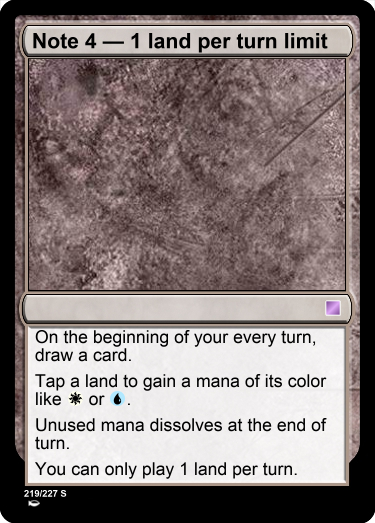 Note 4 — 1 land per turn limit
On the beginning of your every turn,
draw a card.
Tap a land to gain a mana of its color
like or .
Unused mana dissolves at the end of
turn.
You can only play 1 land per turn.
219/227 S